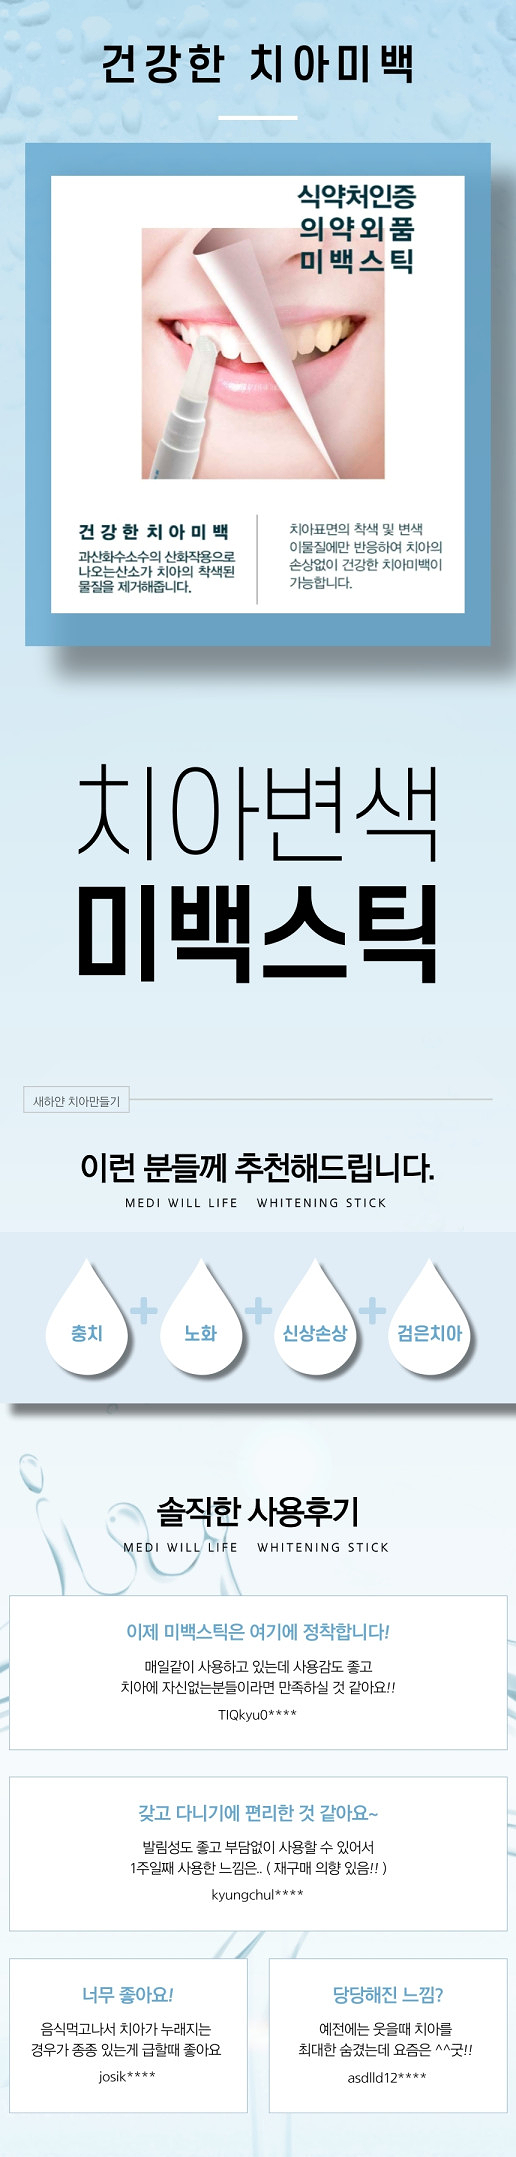 건강한 치아미백
식약처인증
의약외품
미백스틱
건강한치아미백
과산화수소수의 산화작용으로
나오는산소가 치아의 착색된
물질을 제거해줍니다.
치아표면의 착색 및 변색
이물질에만 반응하여 치아의
손상없이 건강한 치아미백이
가능합니다.
치아변색
미백스틱
새하얀 치아만들기
이런 분들께 추천해드립니다.
MEDI WILL LIFE WHITENING STICK
충치 + 노화 + 신상손상 + 검은치아
솔직한 사용후기
MEDI WILL LIFE WHITENING STICK
이제 미백스틱은 여기에 정착합니다!
매일같이 사용하고 있는데 사용감도 좋고
치아에 자신없는분들이라면 만족하실 것 같아요!!
TIQkyu0****
갖고 다니기에 편리한 것 같아요~
발림성도 좋고 부담없이 사용할 수 있어서
1주일째 사용한 느낌은.. ( 재구매 의향 있음!! )
kyungchul****
너무 좋아요!
음식먹고나서 치아가 누래지는
경우가 종종 있는게 급할때 좋아요
josik****
당당해진 느낌?
예전에는 웃을때 치아를
최대한 숨겼는데 요즘은 ^^굿!!
asdlld12****